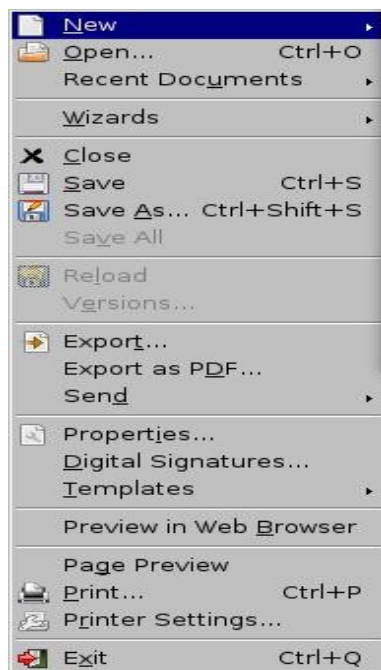 New
Open... Ctrl+O
Recent Documents
Wizards
Close
Save Ctrl+S
Save As... Ctrl+Shift+S
Save All
Reload
Versions...
Export...
Export as PDF...
Send
Properties...
Digital Signatures...
Templates
Preview in Web Browser
Page Preview
Print... Ctrl+P
Printer Settings...
Exit Ctrl+Q